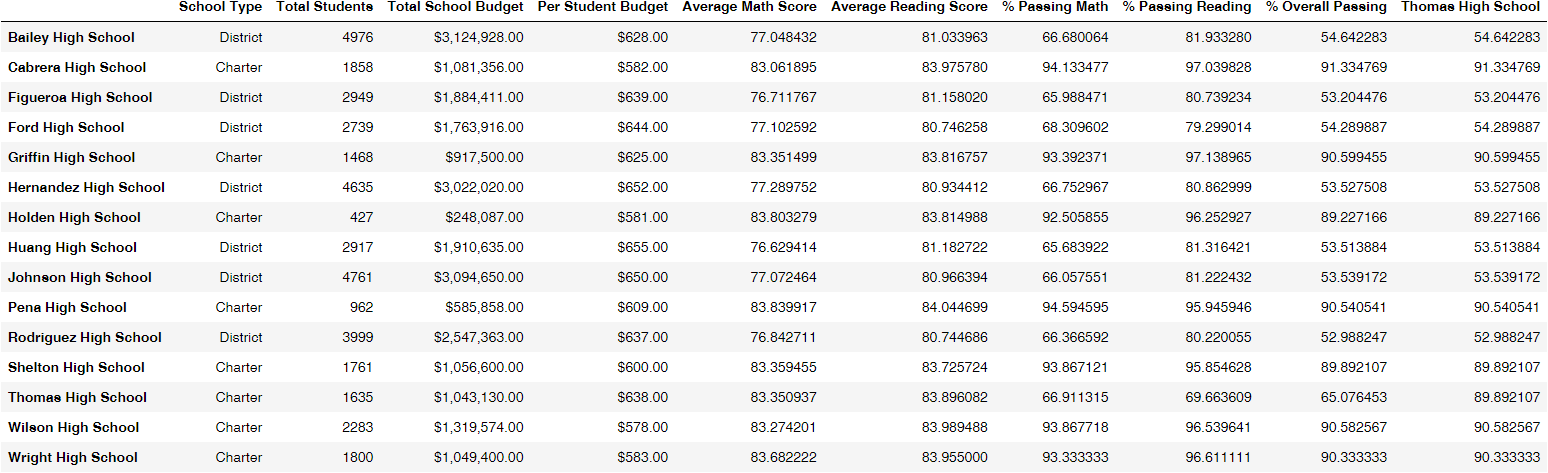 School Type Total Students Total School Budget Per Student Budget Average Math Score Average Reading Score % Passing Math % Passing Reading % Overall Passing Thomas High School
Bailey High School District 4976 $3,124,928.00 $628.00 77.048432 81.033963 66.680064 81.933280 54.642283 54.642283
Cabrera High School Charter 1858 $1,081,356.00 $582.00 83.061895 83.975780 94.133477 97.039828 91.334769 91.334769
Figueroa High School District 2949 $1,884,411.00 $639.00 76.711767 81.158020 65.988471 80.739234 53.204476 53.204476
Ford High School District 2739 $1,763,916.00 $644.00 77.102592 80.746258 68.309602 79.299014 54.289887 54.289887
Griffin High School Charter 1468 $917,500.00 $625.00 83.351499 83.816757 93.392371 97.138965 90.599455 90.599455
Hernandez High School District 4635 $3,022,020.00 $652.00 77.289752 80.934412 66.752967 80.862999 53.527508 53.527508
Holden High School Charter 427 $248,087.00 $581.00 83.803279 83.814988 92.505855 96.252927 89.227166 89.227166
Huang High School District 2917 $1,910,635.00 $655.00 76.629414 81.182722 65.683922 81.316421 53.513884 53.513884
Johnson High School District 4761 $3,094,650.00 $650.00 77.072464 80.966394 66.057551 81.222432 53.539172 53.539172
Pena High School Charter 962 $585,858.00 $609.00 83.839917 84.044699 94.594595 95.945946 90.540541 90.540541
Rodriguez High School District 3999 $2,547,363.00 $637.00 76.842711 80.744686 66.366592 80.220055 52.988247 52.988247
Shelton High School Charter 1761 $1,056,600.00 $600.00 83.359455 83.725724 93.867121 95.854628 89.892107 89.892107
Thomas High School Charter 1635 $1,043,130.00 $638.00 83.350937 83.896082 66.911315 69.663609 65.076453 89.892107
Wilson High School Charter 2283 $1,319,574.00 $578.00 83.274201 83.989488 93.867718 96.539641 90.582567 90.582567
Wright High School Charter 1800 $1,049,400.00 $583.00 83.682222 83.955000 93.333333 96.611111 90.333333 90.333333